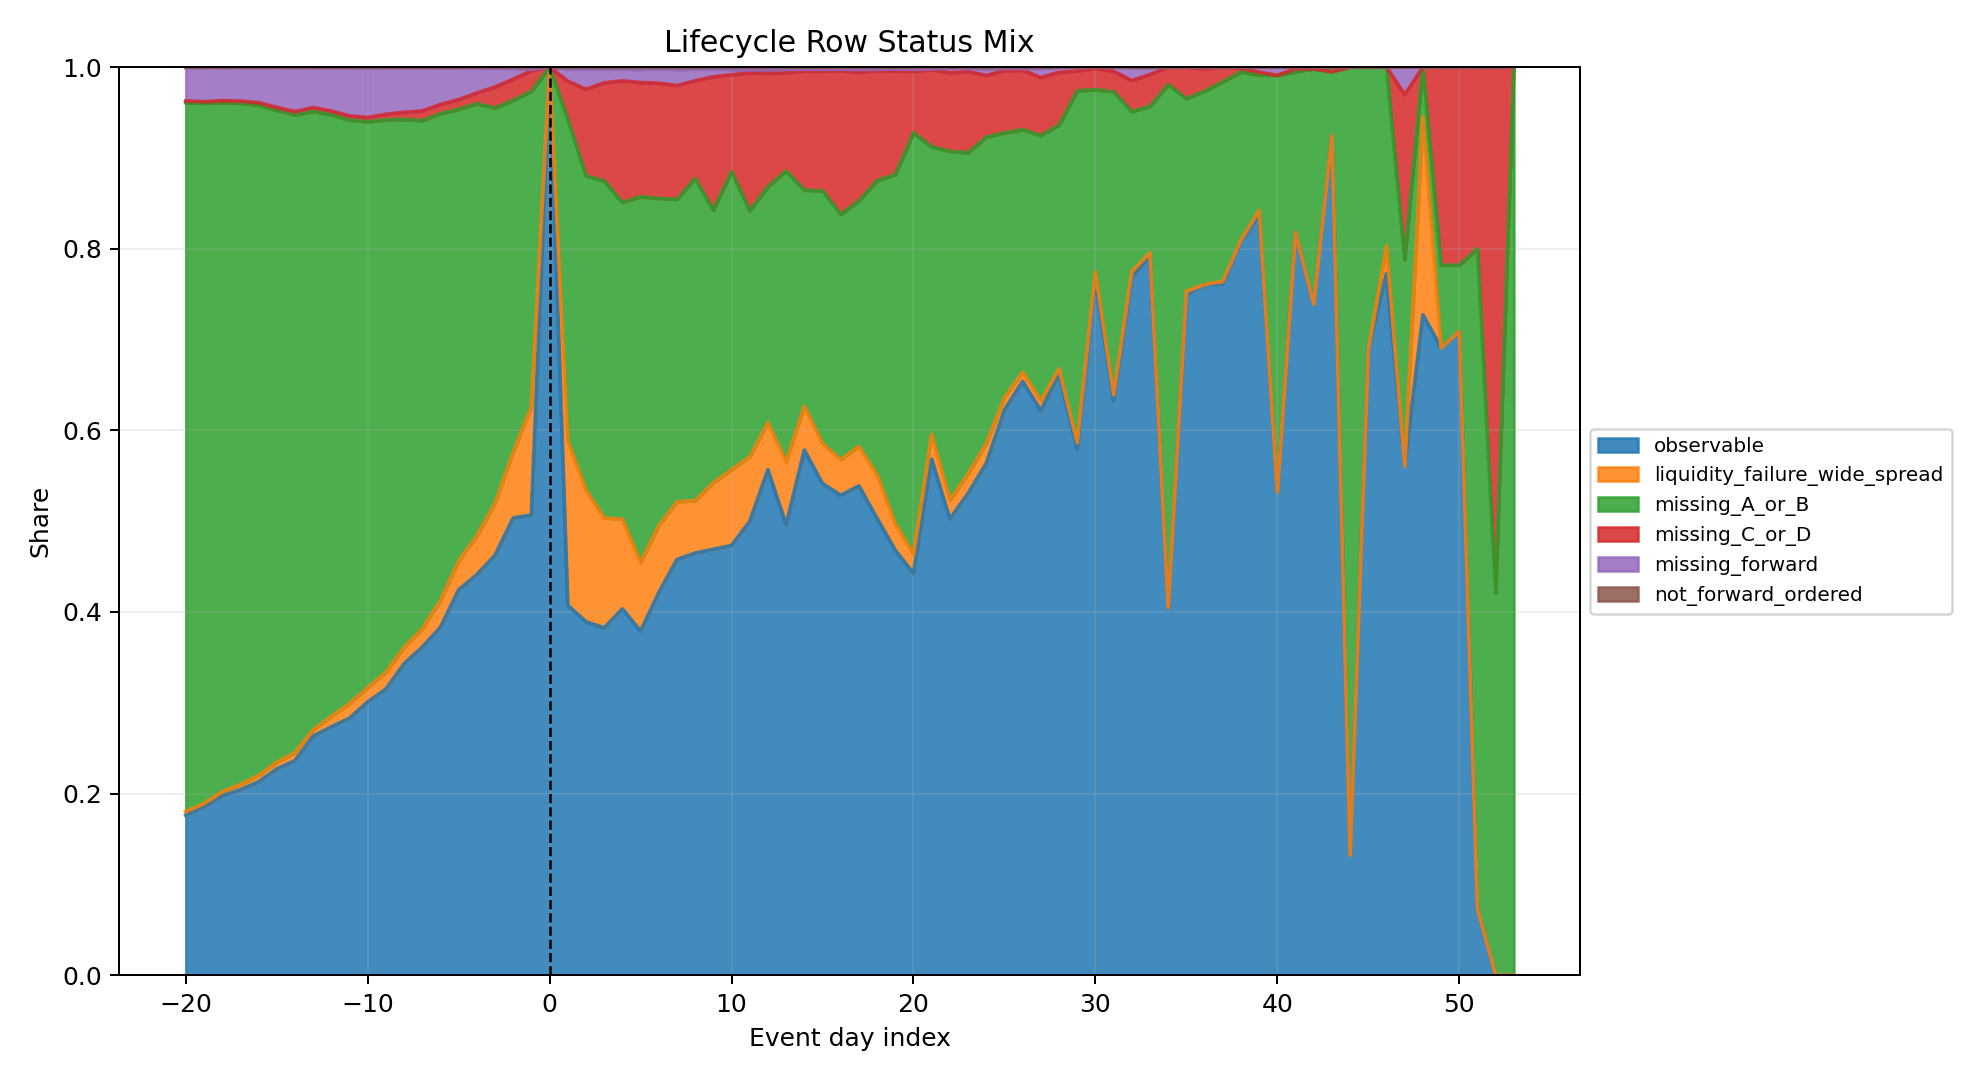 Lifecycle Row Status Mix
1.0
0.8
0.6
0.4
0.2
0.0
Share
−20
−10
0
10
20
30
40
50
Event day index
observable
liquidity_failure_wide_spread
missing_A_or_B
missing_C_or_D
missing_forward
not_forward_ordered